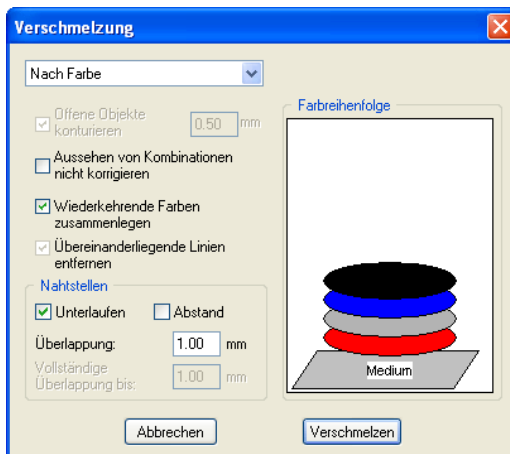 Verschmelzung
Nach Farbe
Offene Objekte
konturieren
0.50 mm
Aussehen von Kombinationen
nicht korrigieren
Wiederkehrende Farben
zusammenlegen
Übereinanderliegende Linien
entfernen
Nahtstellen
Unterlaufen Abstand
Überlappung: 1.00 mm
Vollständige
Überlappung bis: 1.00 mm
Farbreihenfolge
Medium
Abbrechen Verschmelzen